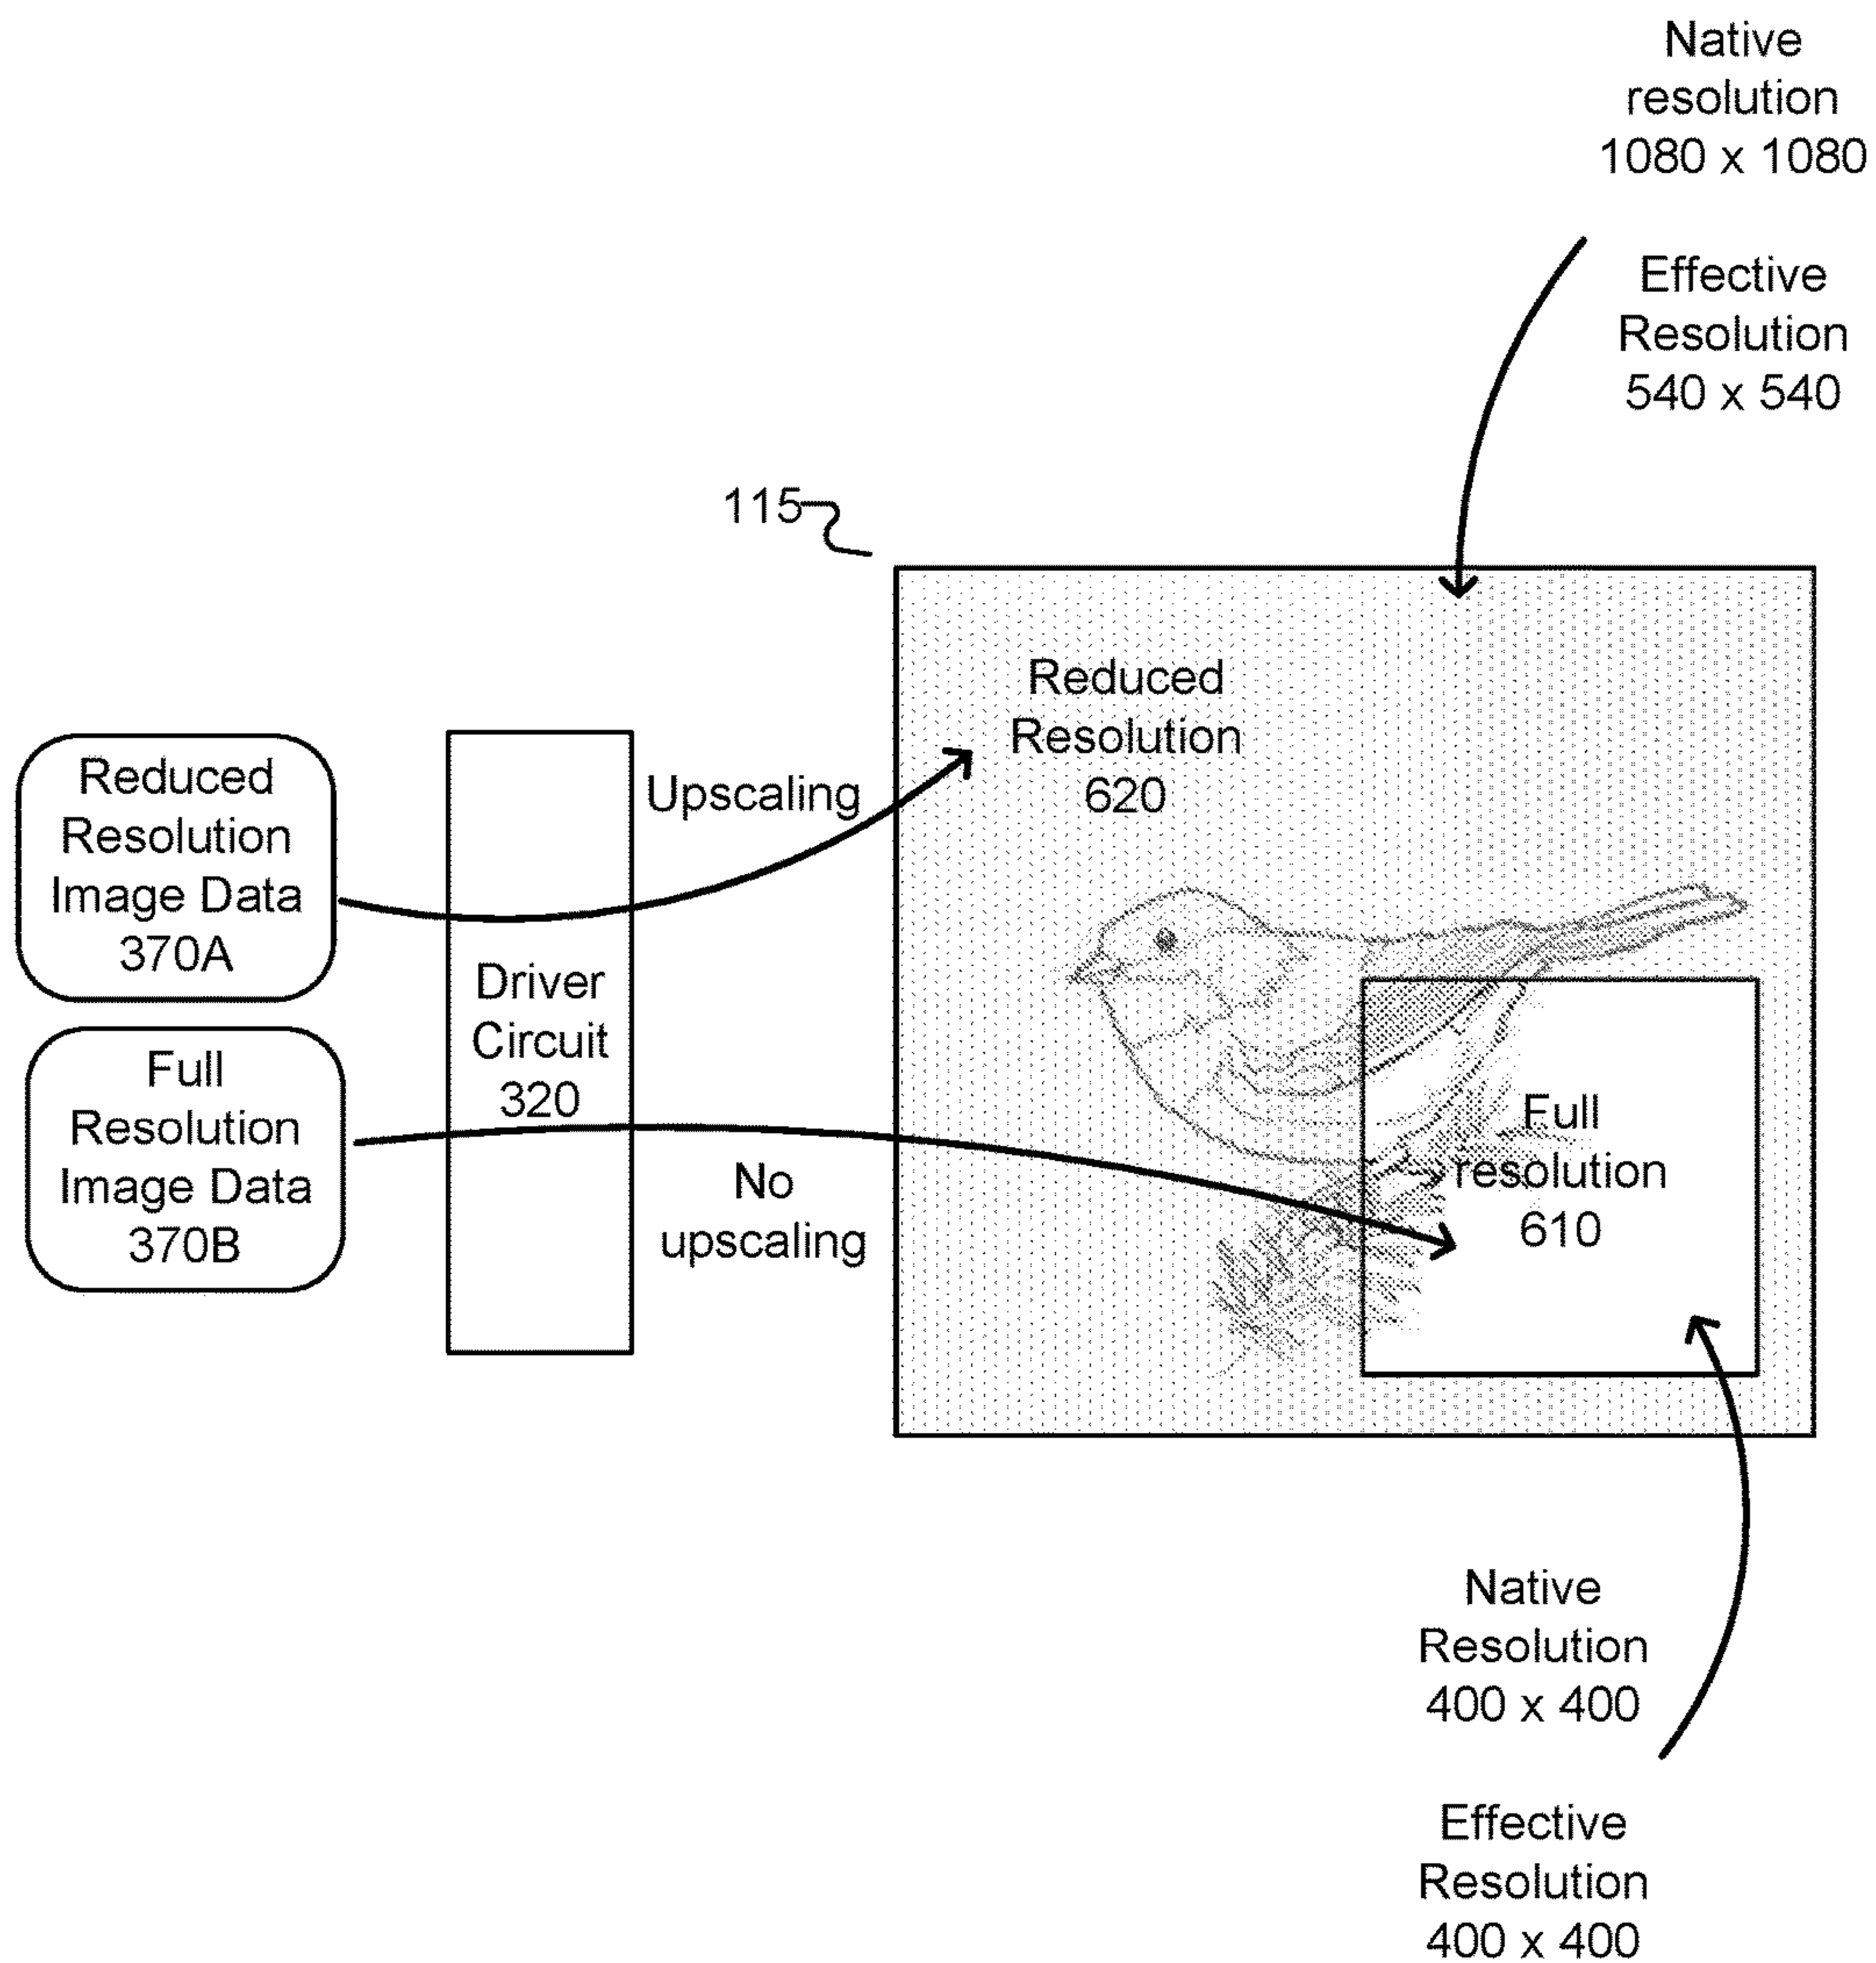 Native
resolution
1080 x 1080
Effective
Resolution
540 x 540
115
Reduced
Resolution
620
Upscaling
Reduced
Resolution
Image Data
370A
Driver
Circuit
320
Full
Resolution
Image Data
370B
No
upscaling
Full
resolution
610
Native
Resolution
400 x 400
Effective
Resolution
400 x 400